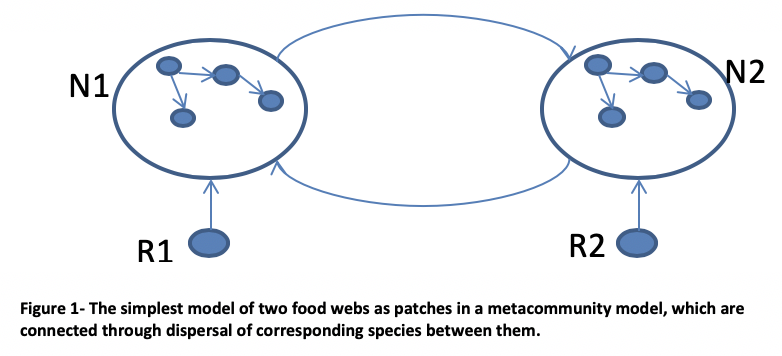 N1
N2
R1
R2
Figure 1- The simplest model of two food webs as patches in a metacommunity model, which are
connected through dispersal of corresponding species between them.